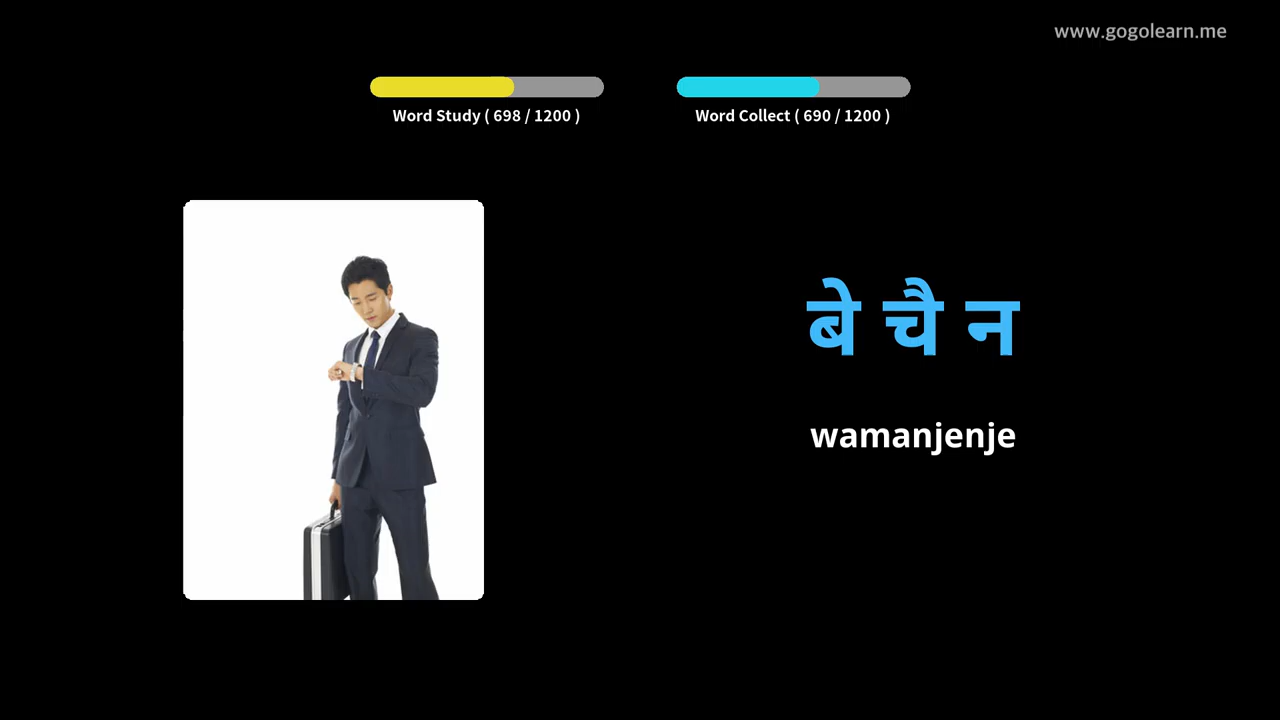 www.gogolearn.me
Word Study ( 698 / 1200 )
Word Collect ( 690 / 1200 )
बे चै न
wamanjenje